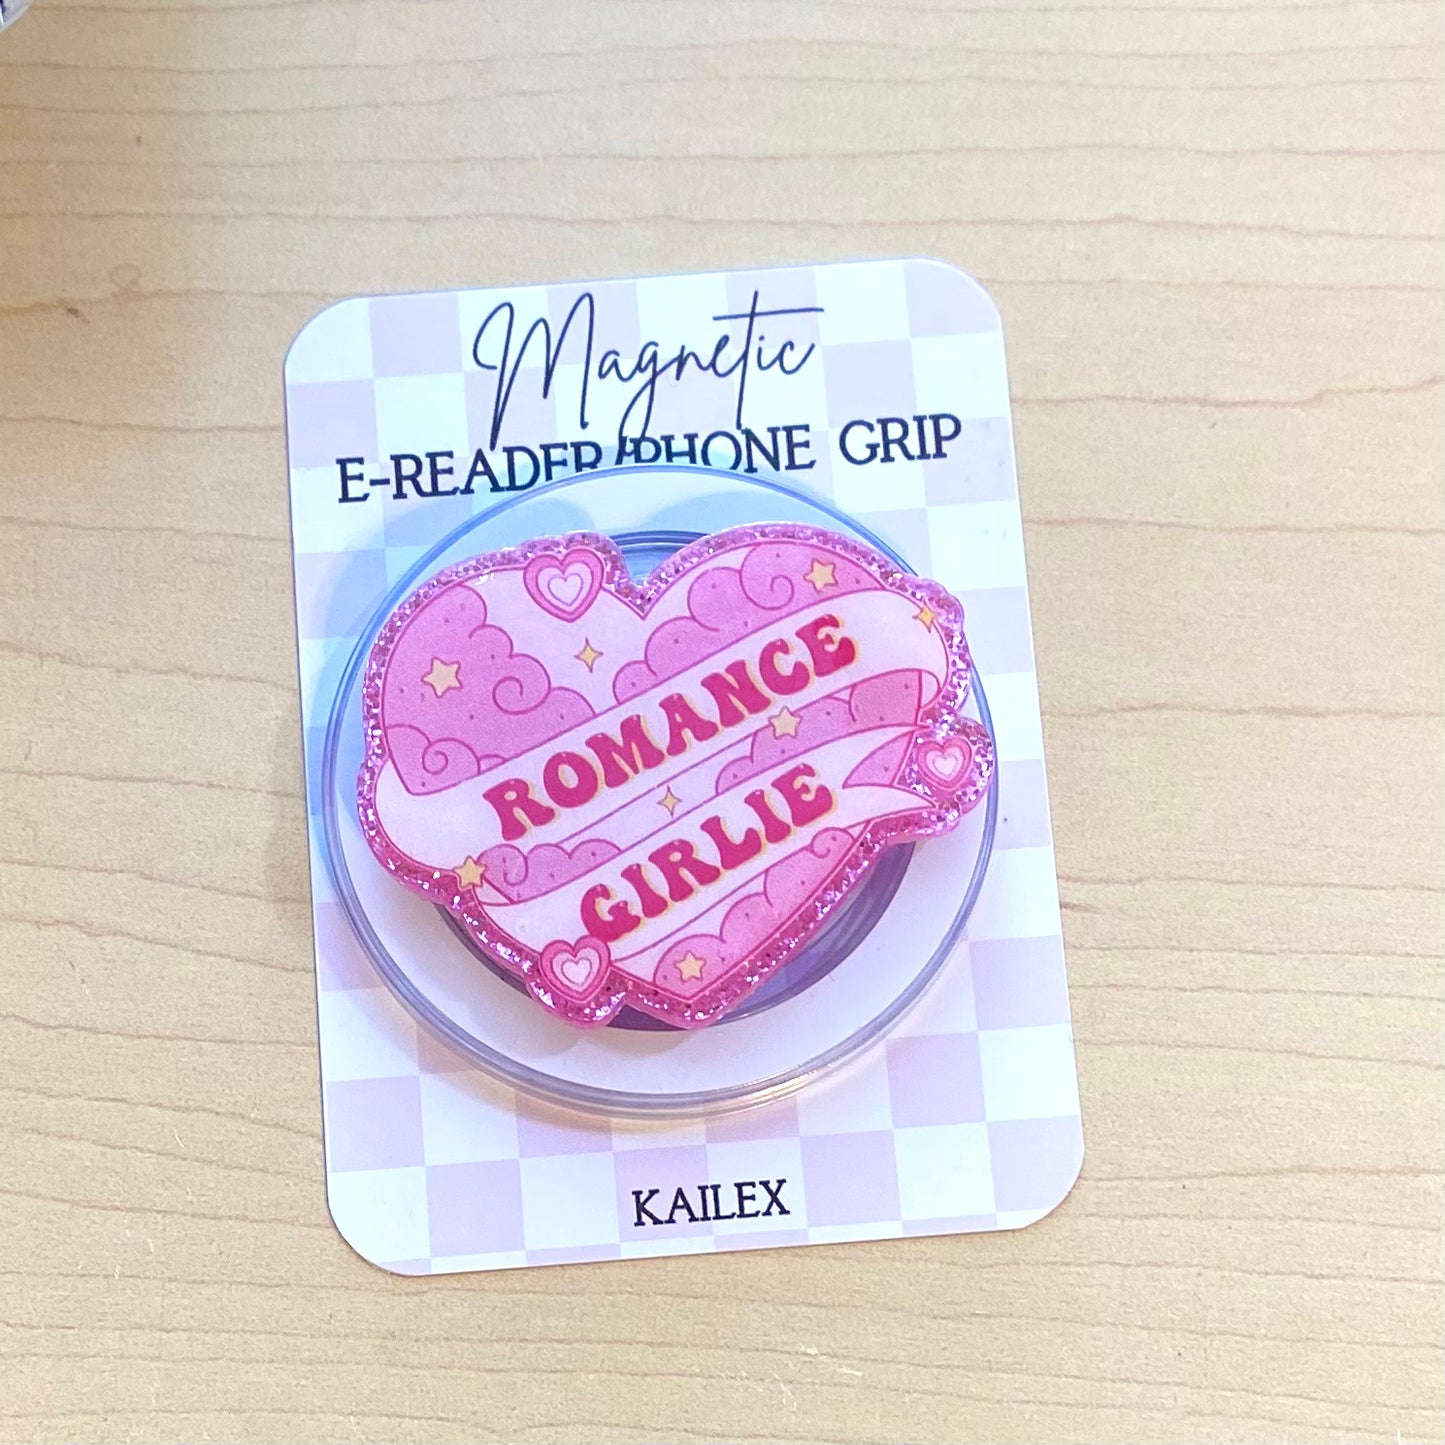 Magnetic
E-READER/PHONE GRIP
ROMANCE
GIRLIE
KAILEX